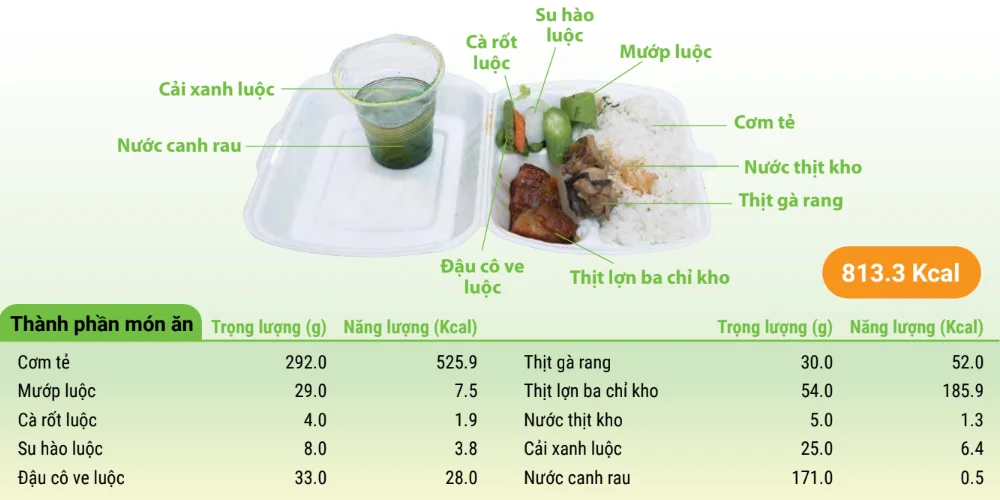 Su hào
luộc
Cà rốt
luộc
Mướp luộc
Cải xanh luộc
Cơm tẻ
Nước canh rau
Nước thịt kho
Thịt gà rang
Đậu cô ve
luộc
Thịt lợn ba chỉ kho
813.3 Kcal
Thành phần món ăn Trọng lượng (g) Năng lượng (Kcal) Trọng lượng (g) Năng lượng (Kcal)
Cơm tẻ 292.0 525.9 Thịt gà rang 30.0 52.0
Mướp luộc 29.0 7.5 Thịt lợn ba chỉ kho 54.0 185.9
Cà rốt luộc 4.0 1.9 Nước thịt kho 5.0 1.3
Su hào luộc 8.0 3.8 Cải xanh luộc 25.0 6.4
Đậu cô ve luộc 33.0 28.0 Nước canh rau 171.0 0.5